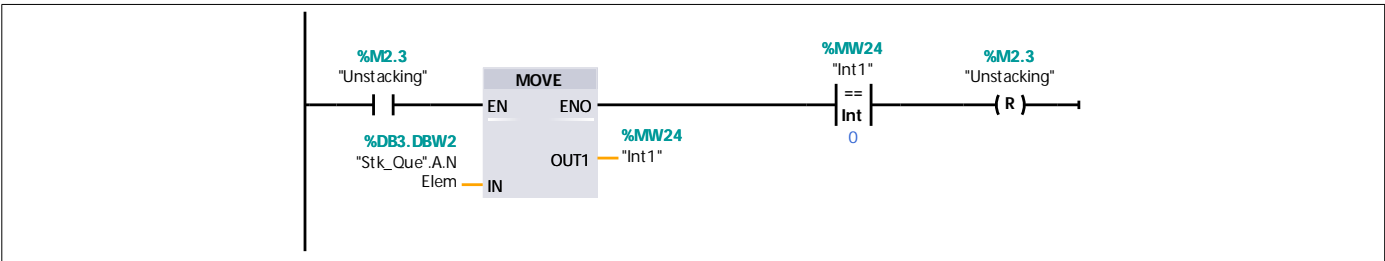 %M2.3
"Unstacking"
MOVE
EN
ENO
%DB3.DBW2
"Stk_Que".A.N
Elem
IN
OUT1
%MW24
"Int1"
%MW24
"Int1"
==
Int
0
%M2.3
"Unstacking"
R